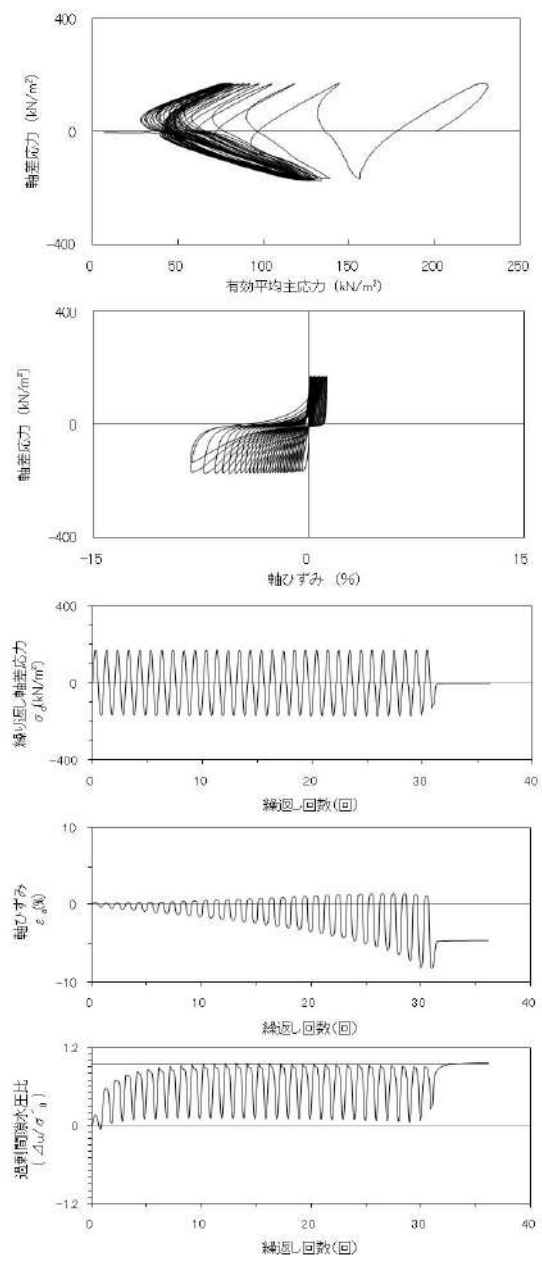 400
0
-400
軸差応力 (kN/m²)
0 50 100 150 200 250
有効平均主応力 (kN/m²)
400
0
-400
軸差応力 (kN/m²)
-15 0 15
軸ひずみ (%)
400
0
-400
繰り返し軸差応力
σd(kN/m²)
0 10 20 30 40
繰返し回数(回)
10
0
-10
軸ひずみ
εa(%)
0 10 20 30 40
繰返し回数(回)
1.2
0
-1.2
過剰間隙水圧比
(Δu/σ'0)
0 10 20 30 40
繰返し回数(回)